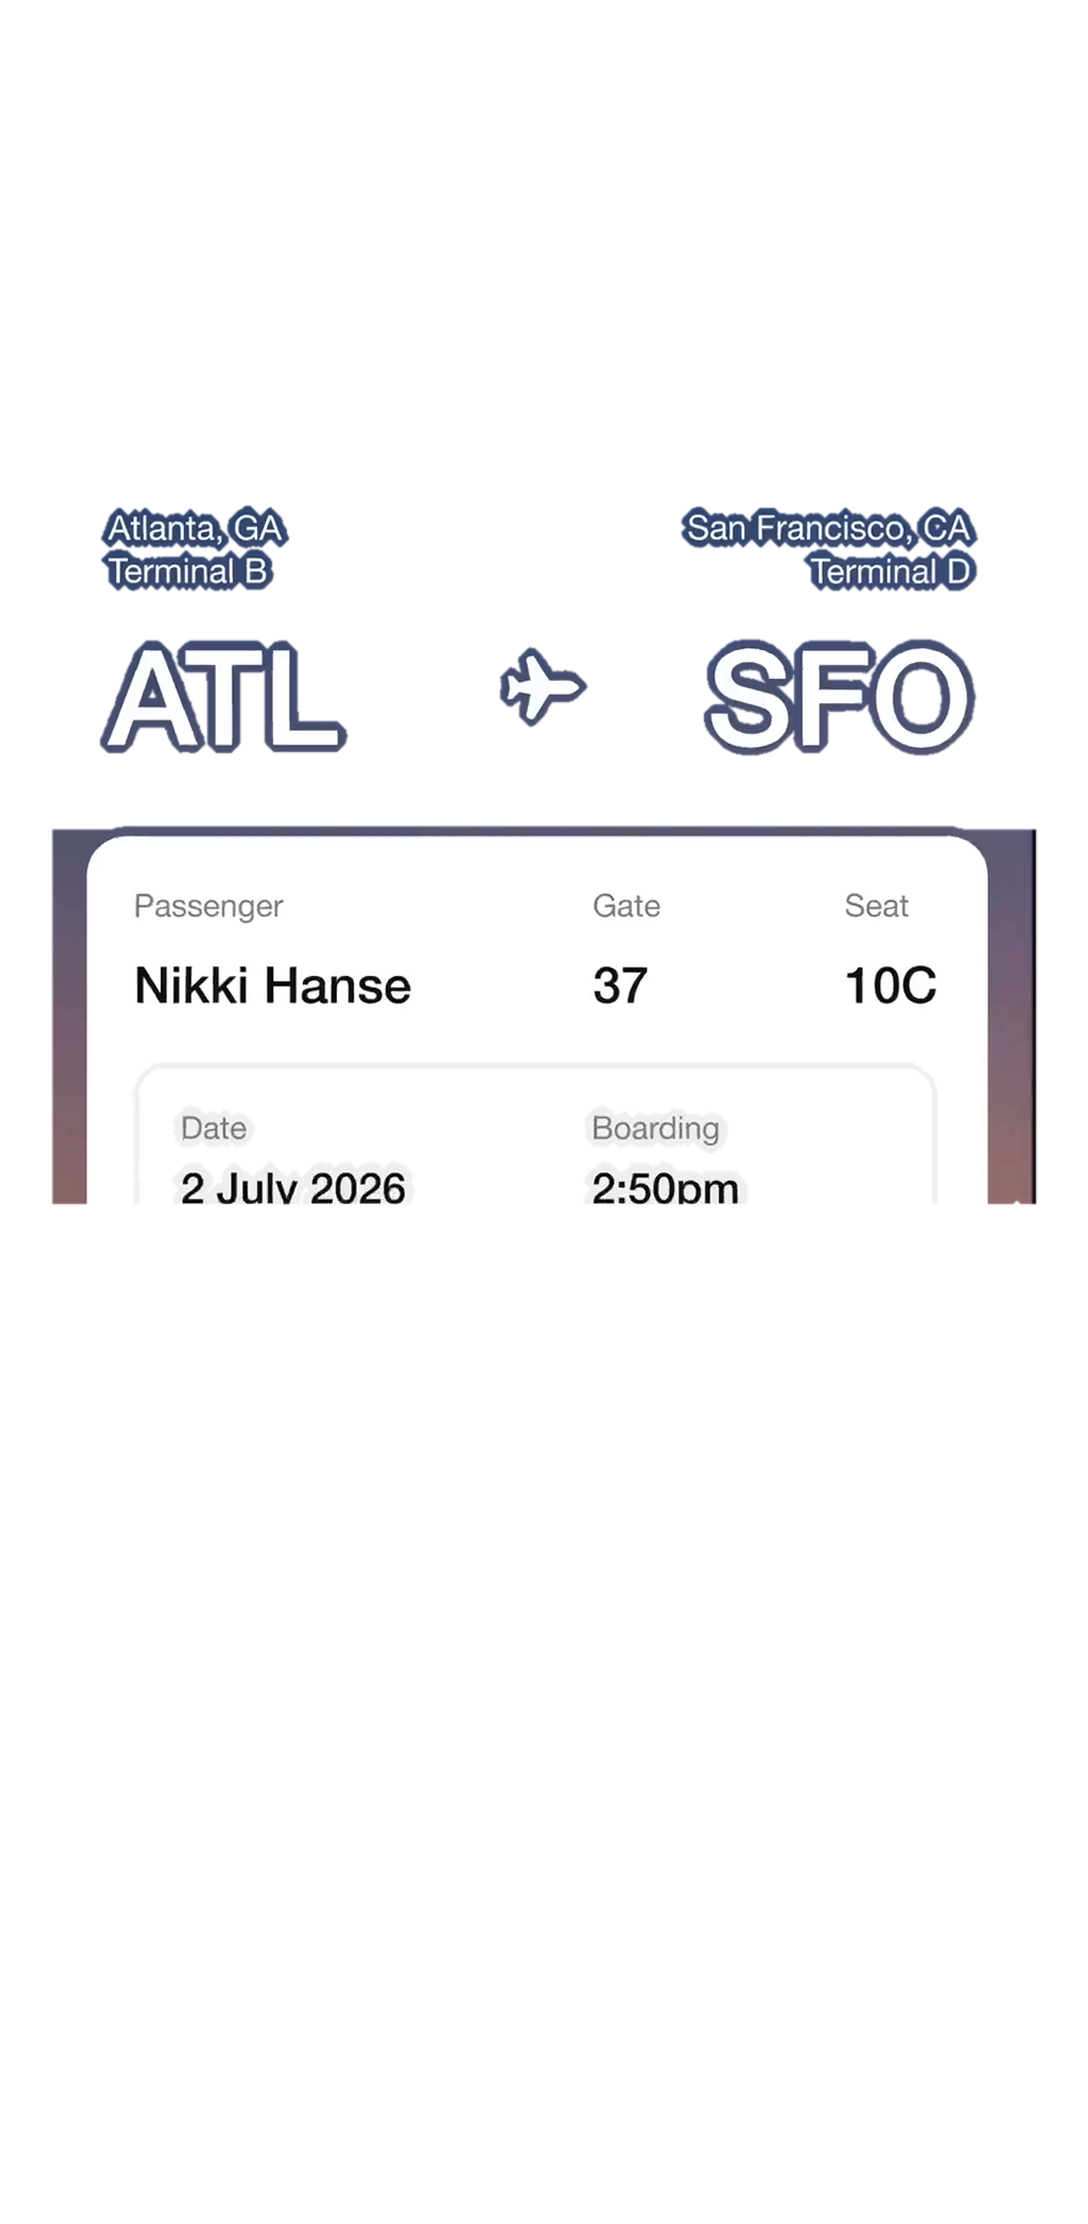 Atlanta, GA
San Francisco, CA
Terminal B
Terminal D
ATL
SFO
Passenger
Gate
Seat
Nikki Hanse
37
10C
Date
Boarding
2 July 2026
2:50pm